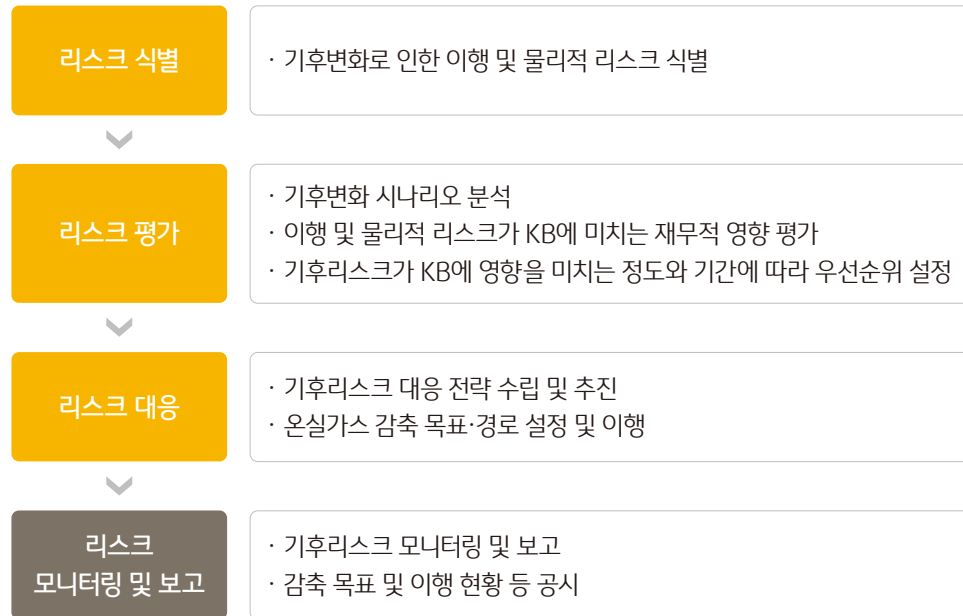 리스크 식별
· 기후변화로 인한 이행 및 물리적 리스크 식별
리스크 평가
· 기후변화 시나리오 분석
· 이행 및 물리적 리스크가 KB에 미치는 재무적 영향 평가
· 기후리스크가 KB에 영향을 미치는 정도와 기간에 따라 우선순위 설정
리스크 대응
· 기후리스크 대응 전략 수립 및 추진
· 온실가스 감축 목표·경로 설정 및 이행
리스크
모니터링 및 보고
· 기후리스크 모니터링 및 보고
· 감축 목표 및 이행 현황 등 공시